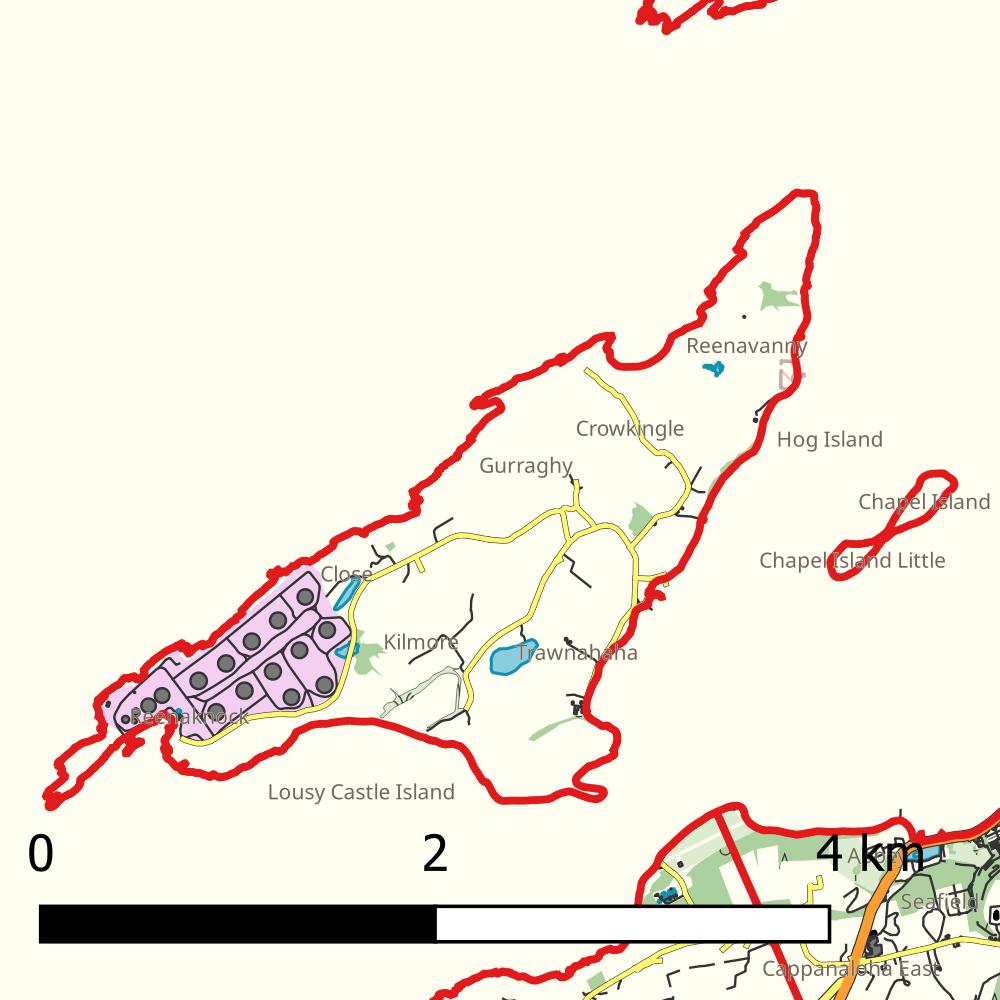 Reenavanny
Crowkingle
Hog Island
Gurraghy
Chapel Island
Chapel Island Little
Close
Kilmore
Trawnahaha
Reenaknock
Lousy Castle Island
0 2 4 km
Seafield
Cappanaloha East